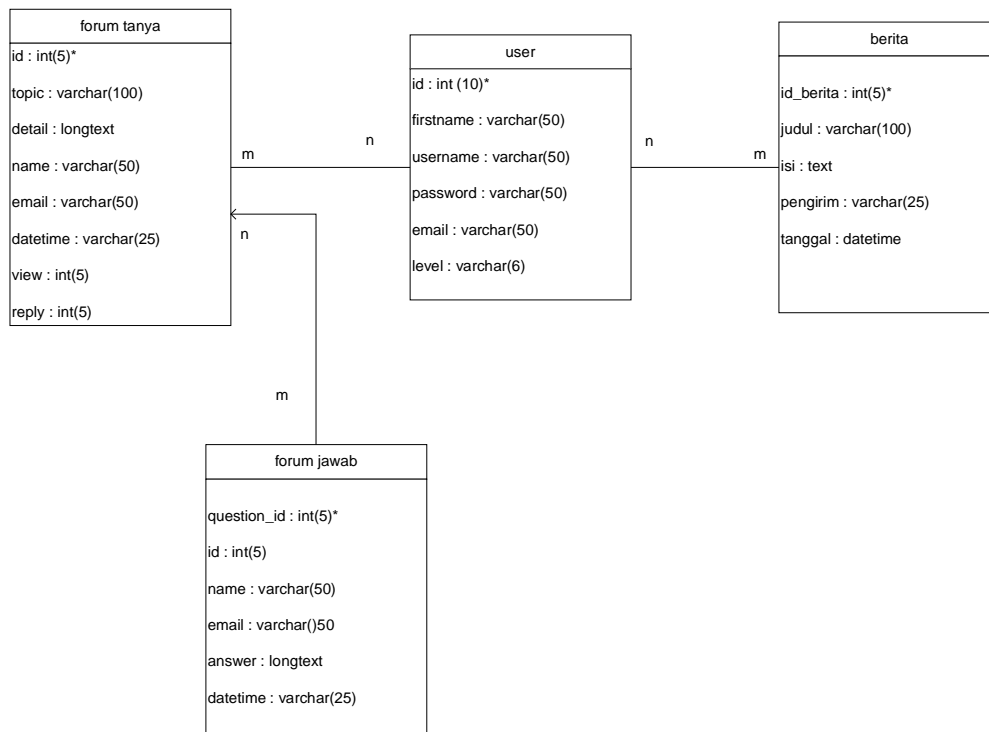 forum tanya
id : int(5)*
topic : varchar(100)
detail : longtext
name : varchar(50)
email : varchar(50)
datetime : varchar(25)
view : int(5)
reply : int(5)
m
n
user
id : int (10)*
firstname : varchar(50)
username : varchar(50)
password : varchar(50)
email : varchar(50)
level : varchar(6)
n
m
berita
id_berita : int(5)*
judul : varchar(100)
isi : text
pengirim : varchar(25)
tanggal : datetime
n
m
forum jawab
question_id : int(5)*
id : int(5)
name : varchar(50)
email : varchar()50
answer : longtext
datetime : varchar(25)